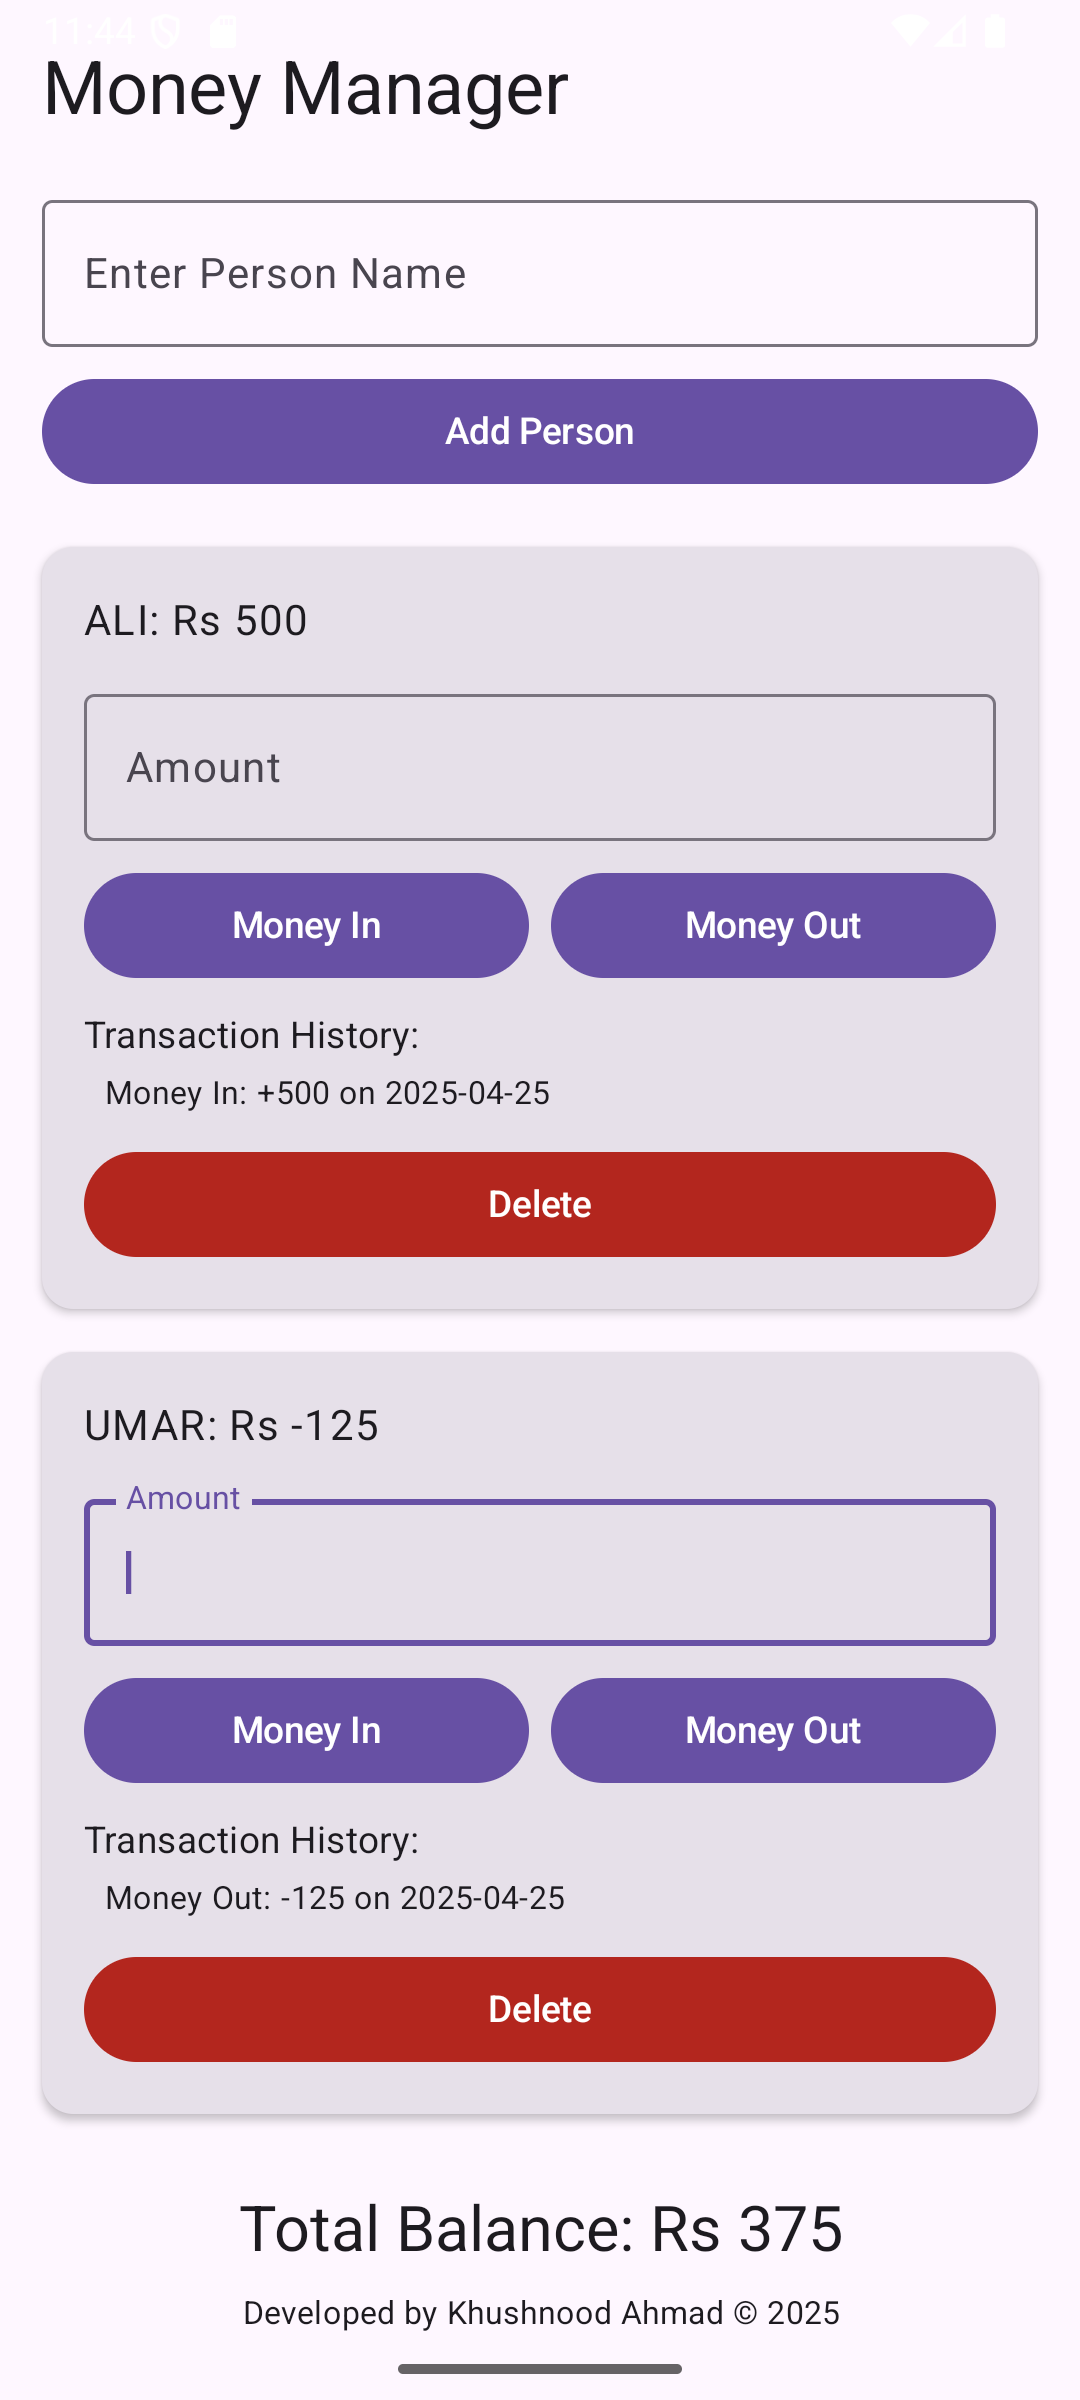 11:44
Money Manager
Enter Person Name
Add Person
ALI: Rs 500
Amount
Money In
Money Out
Transaction History:
Money In: +500 on 2025-04-25
Delete
UMAR: Rs -125
Amount
Money In
Money Out
Transaction History:
Money Out: -125 on 2025-04-25
Delete
Total Balance: Rs 375
Developed by Khushnood Ahmad © 2025